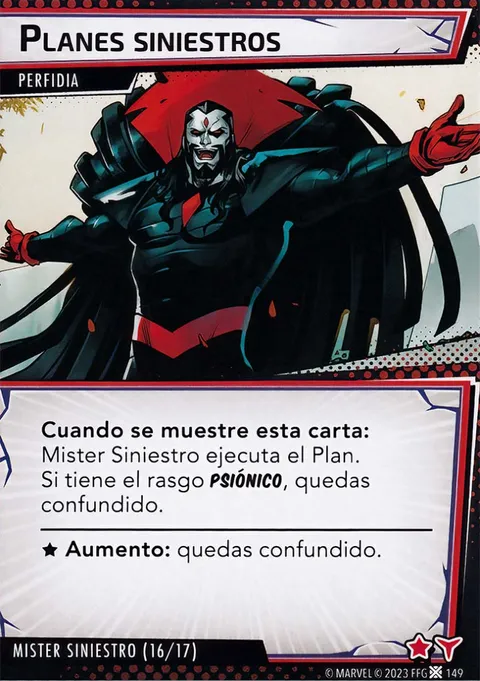 PLANES SINIESTROS
PERFIDIA
Cuando se muestre esta carta:
Mister Siniestro ejecuta el Plan.
Si tiene el rasgo PSIÓNICO, quedas
confundido.
★ Aumento: quedas confundido.
MISTER SINIESTRO (16/17)
© MARVEL © 2023 FFG 149